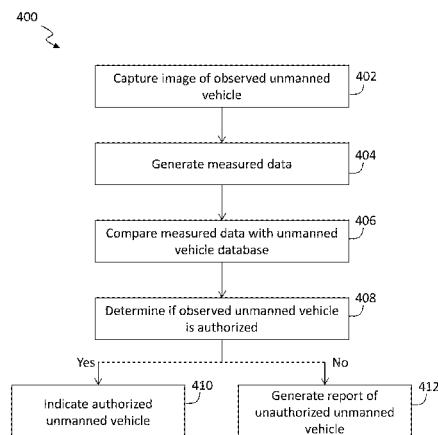 400
Capture image of observed unmanned
vehicle
402
Generate measured data
404
Compare measured data with unmanned
vehicle database
406
Determine if observed unmanned vehicle
is authorized
408
Yes
No
Indicate authorized
unmanned vehicle
410
Generate report of
unauthorized unmanned
vehicle
412